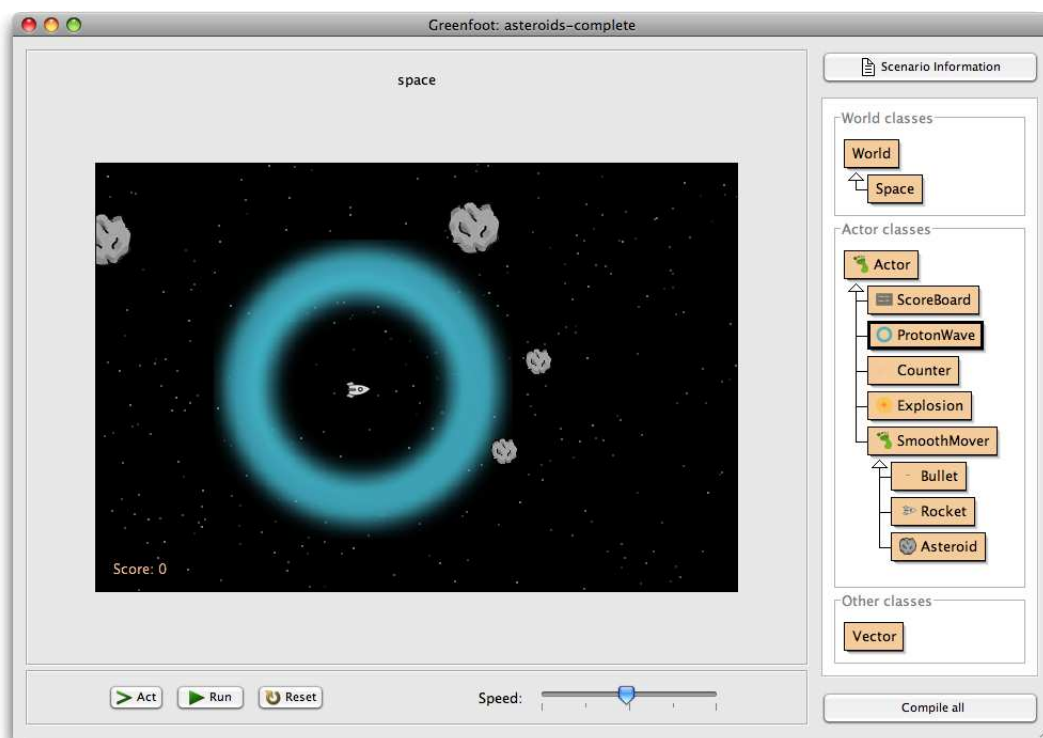 Greenfoot: asteroids-complete
space
Score: 0
Act
Run
Reset
Speed:
Scenario Information
World classes
World
Space
Actor classes
Actor
ScoreBoard
ProtonWave
Counter
Explosion
SmoothMover
Bullet
Rocket
Asteroid
Other classes
Vector
Compile all